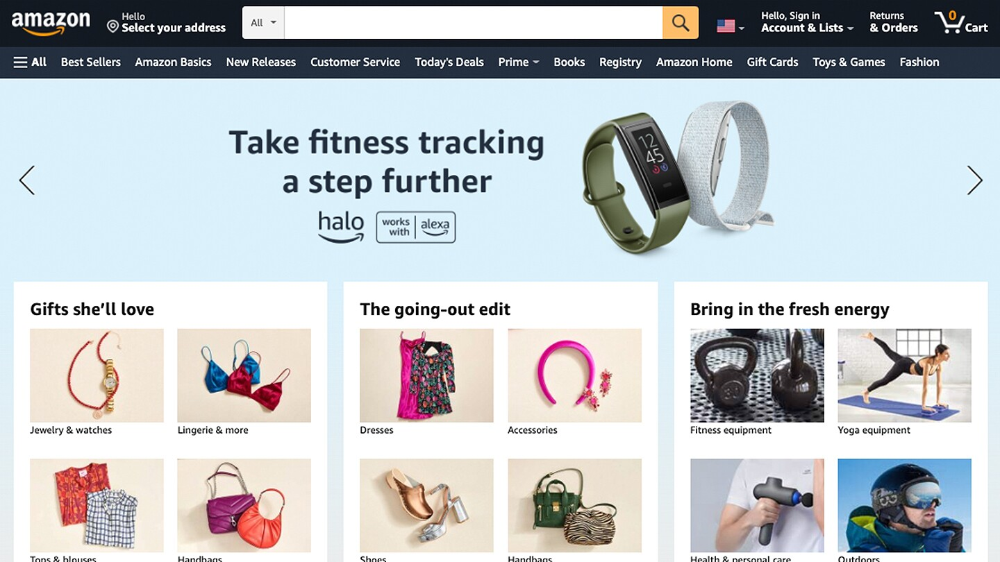 amazon
Hello
Select your address
All
Hello, Sign in
Account & Lists
Returns
& Orders
0
Cart
All
Best Sellers
Amazon Basics
New Releases
Customer Service
Today's Deals
Prime
Books
Registry
Amazon Home
Gift Cards
Toys & Games
Fashion
Take fitness tracking
a step further
halo
works
with
alexa
12
45
Gifts she’ll love
Jewelry & watches
Lingerie & more
Tops & blouses
Handbags
The going-out edit
Dresses
Accessories
Shoes
Handbags
Bring in the fresh energy
Fitness equipment
Yoga equipment
Health & personal care
Outdoors